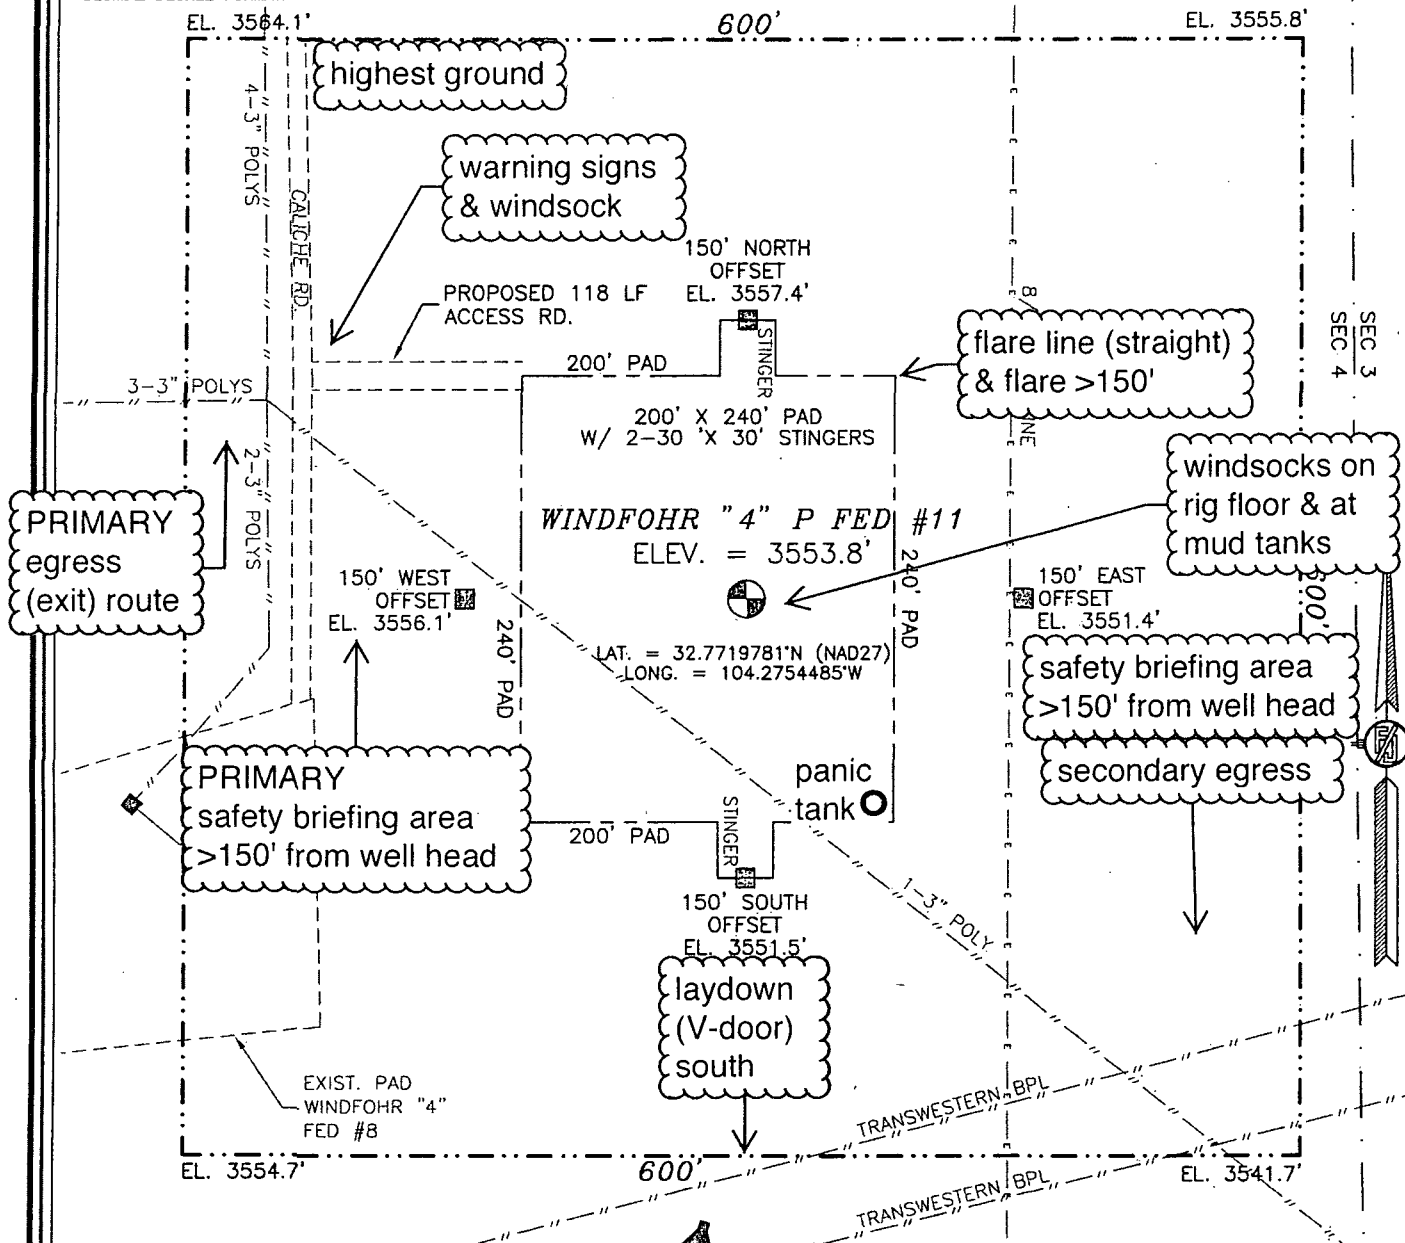 EL. 3564.1'
600'
EL. 3555.8'
highest ground
4-3" POLYS
CALICHE RD.
warning signs
& windsock
150' NORTH
OFFSET
EL. 3557.4'
PROPOSED 118 LF
ACCESS RD.
STINGER
8
flare line (straight)
& flare >150'
SEC 3
SEC 4
3-3" POLYS
200' PAD
200' X 240' PAD
W/ 2-30 'X 30' STINGERS
2-3" POLYS
windsocks on
rig floor & at
mud tanks
PRIMARY
egress
(exit) route
WINDFOHR "4" P FED #11
ELEV. = 3553.8'
240' PAD
150' WEST
OFFSET
EL. 3556.1'
150' EAST
OFFSET
EL. 3551.4'
240' PAD
LAT. = 32.7719781°N (NAD27)
LONG. = 104.2754485°W
safety briefing area
>150' from well head
secondary egress
PRIMARY
safety briefing area
>150' from well head
panic
tank
STINGER
200' PAD
150' SOUTH
OFFSET
EL. 3551.5'
1-3" POLY
laydown
(V-door)
south
EXIST. PAD
WINDFOHR "4"
FED #8
TRANSWESTERN BPL
EL. 3554.7'
600'
EL. 3541.7'
TRANSWESTERN BPL